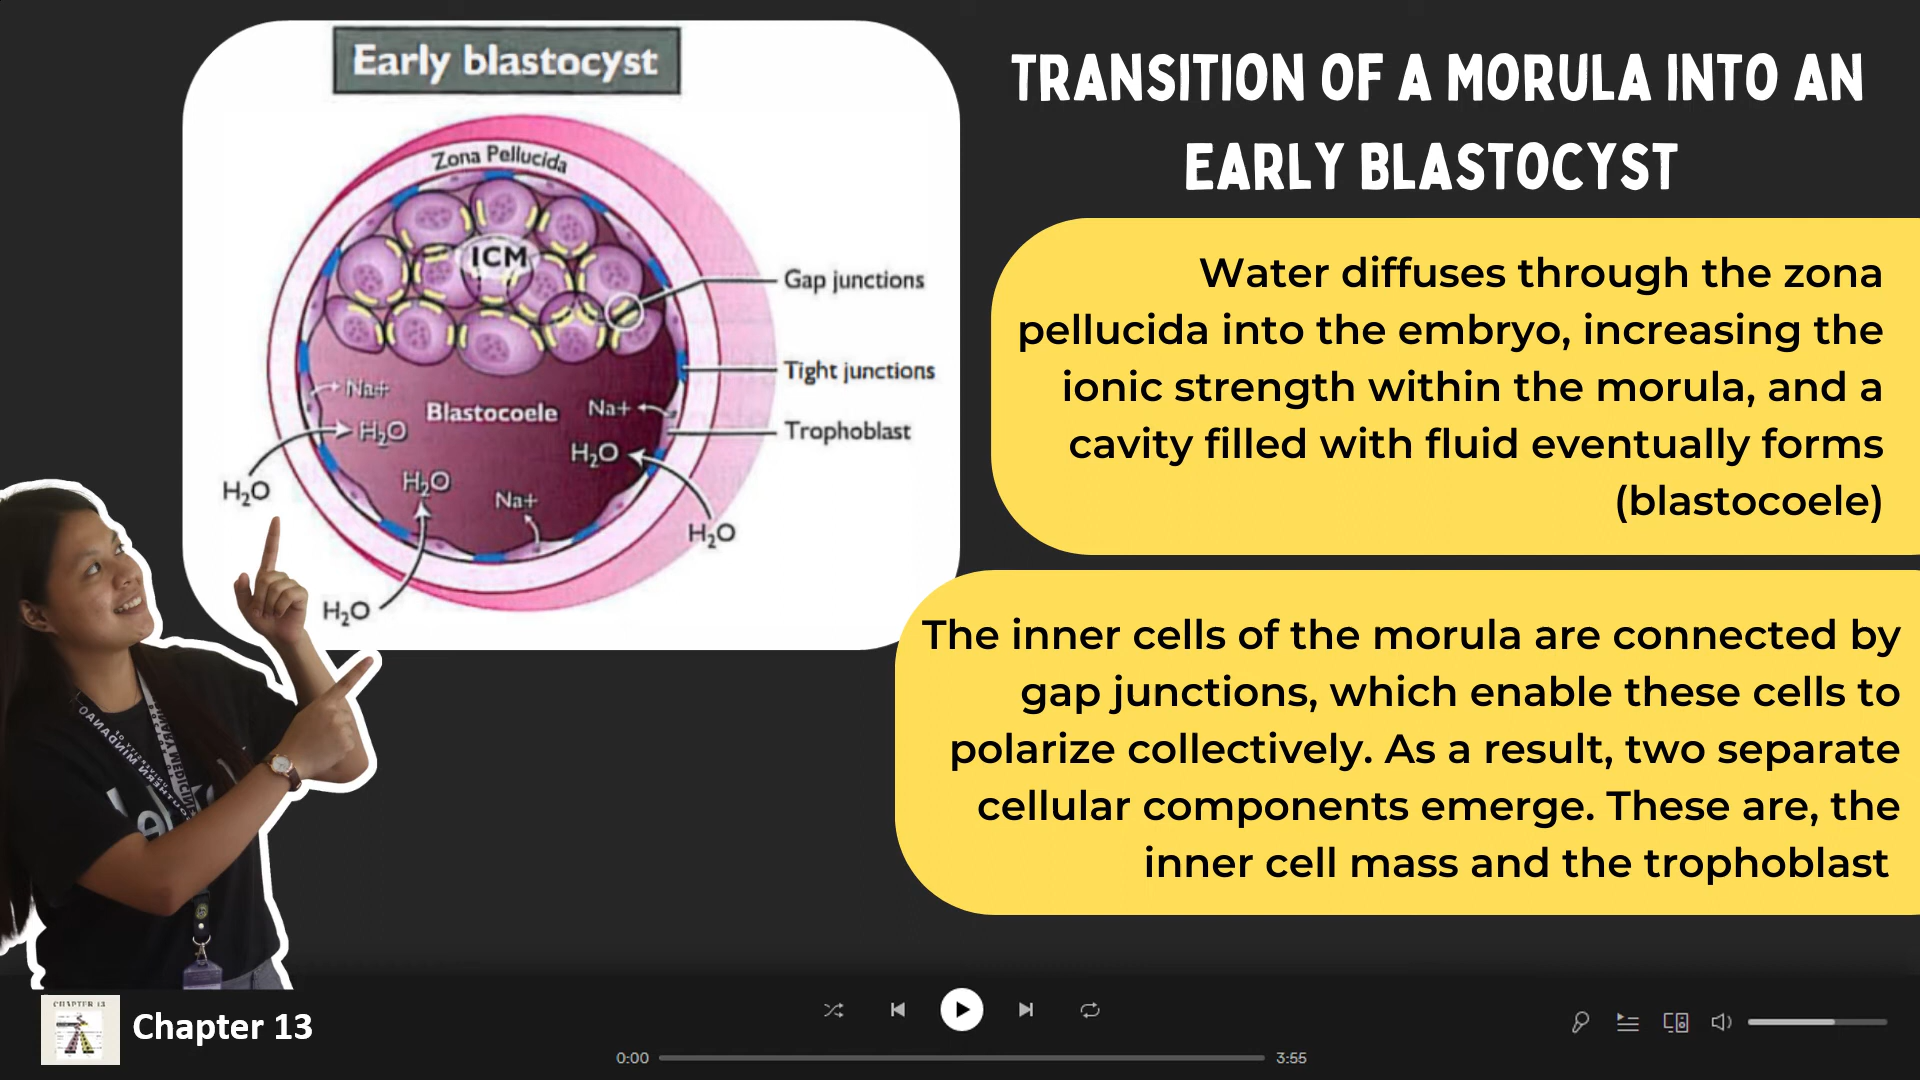 Early blastocyst
Zona Pellucida
ICM
Gap junctions
Tight junctions
Trophoblast
Na+
H₂O
Blastocoele
Na+
H₂O
H₂O
Na+
H₂O
H₂O
H₂O
TRANSITION OF A MORULA INTO AN
EARLY BLASTOCYST
Water diffuses through the zona
pellucida into the embryo, increasing the
ionic strength within the morula, and a
cavity filled with fluid eventually forms
(blastocoele)
The inner cells of the morula are connected by
gap junctions, which enable these cells to
polarize collectively. As a result, two separate
cellular components emerge. These are, the
inner cell mass and the trophoblast
CHAPTER 13
Chapter 13
0:00
3:55